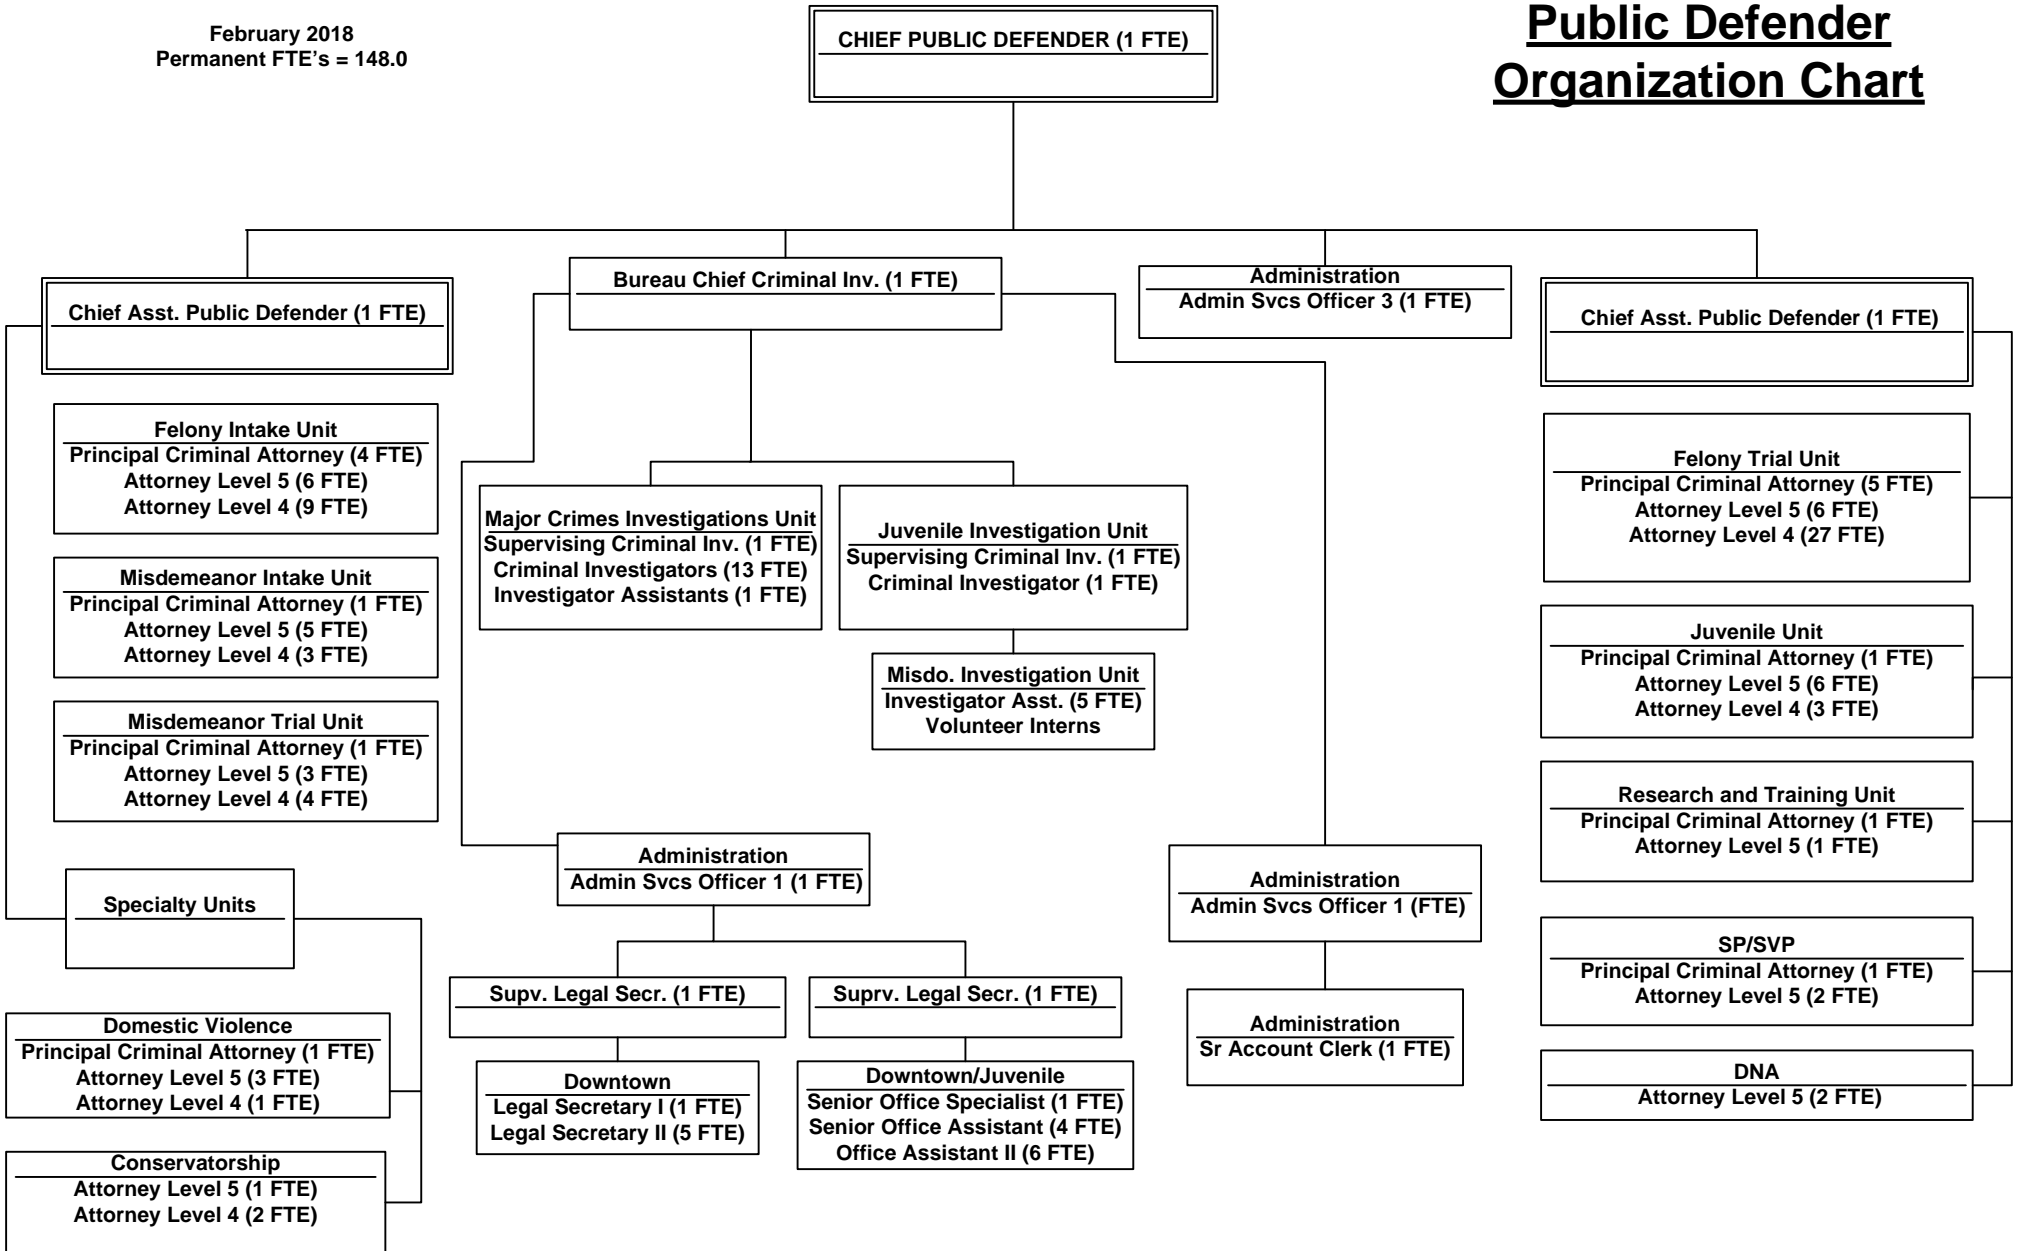 February 2018
Permanent FTE's = 148.0
CHIEF PUBLIC DEFENDER (1 FTE)
Public Defender
Organization Chart
Chief Asst. Public Defender (1 FTE)
Bureau Chief Criminal Inv. (1 FTE)
Administration
Admin Svcs Officer 3 (1 FTE)
Chief Asst. Public Defender (1 FTE)
Felony Intake Unit
Principal Criminal Attorney (4 FTE)
Attorney Level 5 (6 FTE)
Attorney Level 4 (9 FTE)
Misdemeanor Intake Unit
Principal Criminal Attorney (1 FTE)
Attorney Level 5 (5 FTE)
Attorney Level 4 (3 FTE)
Misdemeanor Trial Unit
Principal Criminal Attorney (1 FTE)
Attorney Level 5 (3 FTE)
Attorney Level 4 (4 FTE)
Specialty Units
Domestic Violence
Principal Criminal Attorney (1 FTE)
Attorney Level 5 (3 FTE)
Attorney Level 4 (1 FTE)
Conservatorship
Attorney Level 5 (1 FTE)
Attorney Level 4 (2 FTE)
Major Crimes Investigations Unit
Supervising Criminal Inv. (1 FTE)
Criminal Investigators (13 FTE)
Investigator Assistants (1 FTE)
Juvenile Investigation Unit
Supervising Criminal Inv. (1 FTE)
Criminal Investigator (1 FTE)
Misdo. Investigation Unit
Investigator Asst. (5 FTE)
Volunteer Interns
Administration
Admin Svcs Officer 1 (1 FTE)
Supv. Legal Secr. (1 FTE)
Suprv. Legal Secr. (1 FTE)
Downtown
Legal Secretary I (1 FTE)
Legal Secretary II (5 FTE)
Downtown/Juvenile
Senior Office Specialist (1 FTE)
Senior Office Assistant (4 FTE)
Office Assistant II (6 FTE)
Administration
Admin Svcs Officer 1 (FTE)
Administration
Sr Account Clerk (1 FTE)
Felony Trial Unit
Principal Criminal Attorney (5 FTE)
Attorney Level 5 (6 FTE)
Attorney Level 4 (27 FTE)
Juvenile Unit
Principal Criminal Attorney (1 FTE)
Attorney Level 5 (6 FTE)
Attorney Level 4 (3 FTE)
Research and Training Unit
Principal Criminal Attorney (1 FTE)
Attorney Level 5 (1 FTE)
SP/SVP
Principal Criminal Attorney (1 FTE)
Attorney Level 5 (2 FTE)
DNA
Attorney Level 5 (2 FTE)